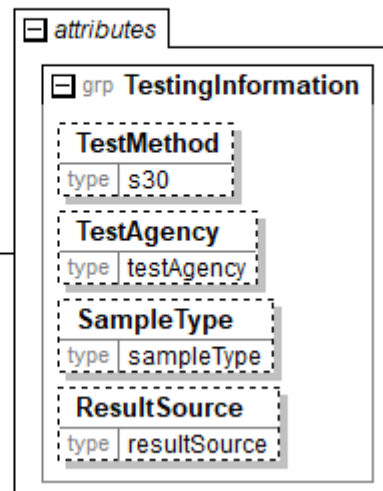 attributes
grp TestingInformation
TestMethod
type s30
TestAgency
type testAgency
SampleType
type sampleType
ResultSource
type resultSource